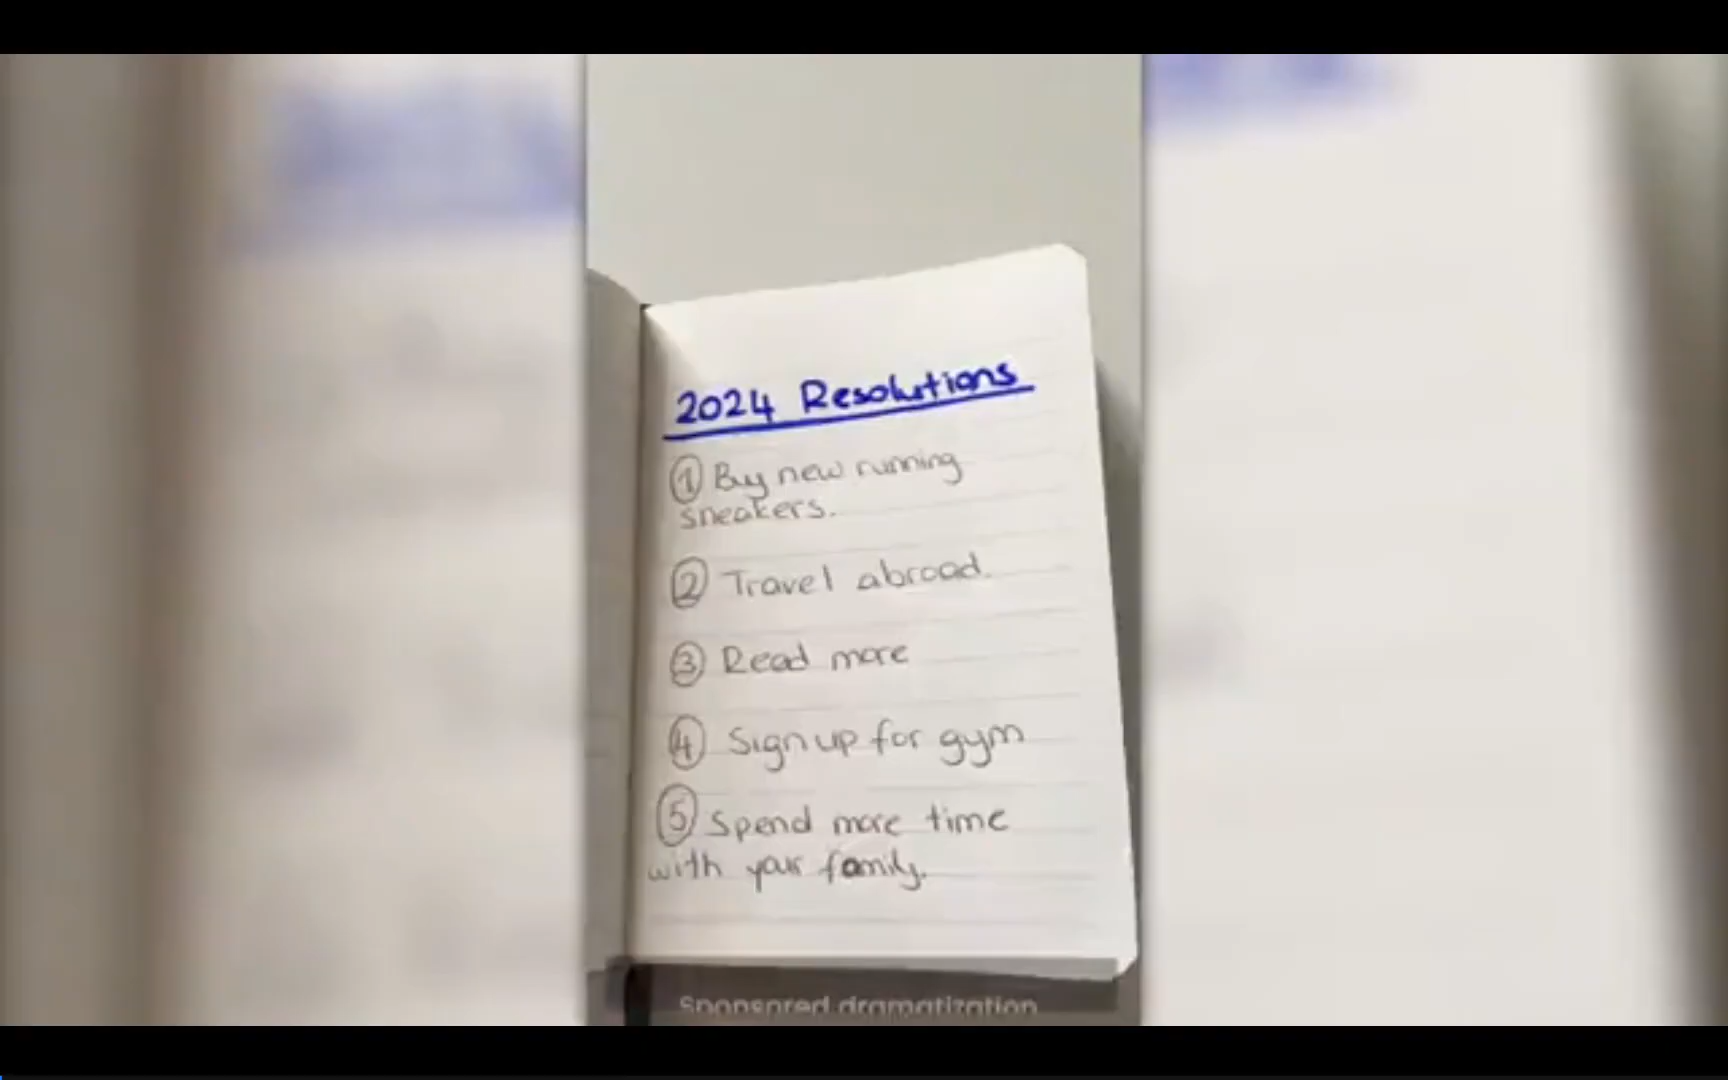 2024 Resolutions
① Buy new running
sneakers.
② Travel abroad.
③ Read more
④ Sign up for gym
⑤ Spend more time
with your family.
Sponsored dramatization